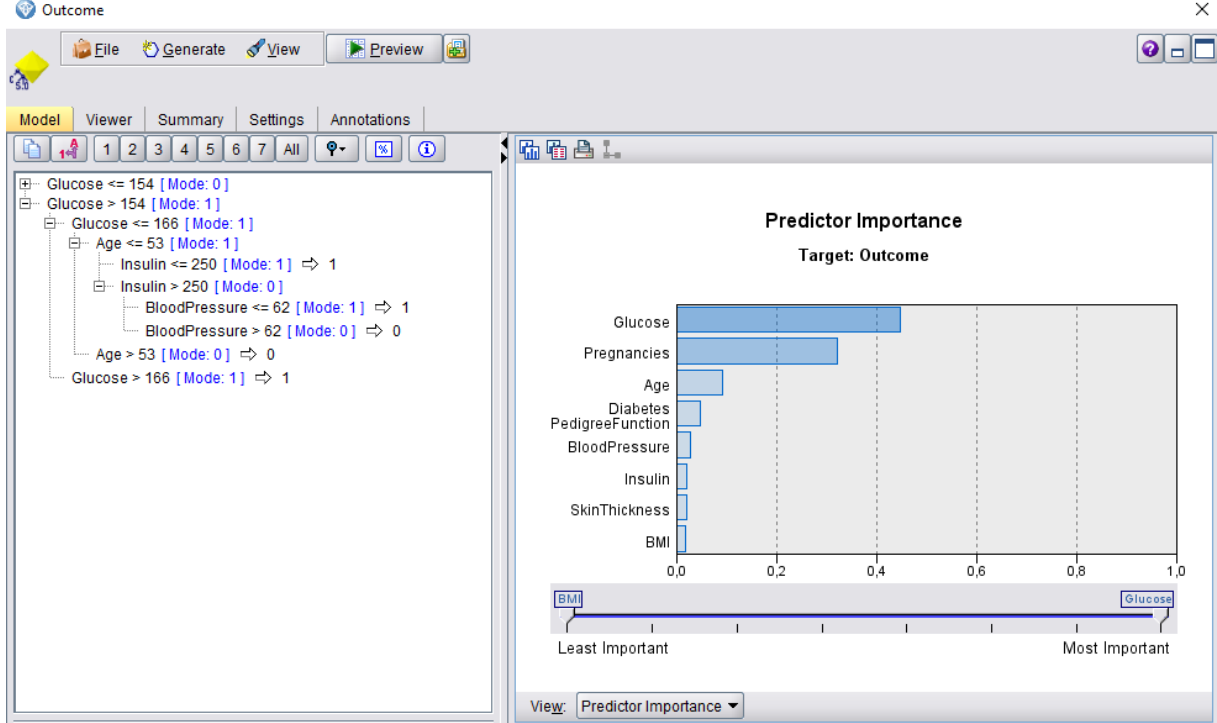 Outcome
File Generate View Preview
C 5.0
Model Viewer Summary Settings Annotations
1 2 3 4 5 6 7 All %
Glucose <= 154 [ Mode: 0 ]
Glucose > 154 [ Mode: 1 ]
Glucose <= 166 [ Mode: 1 ]
Age <= 53 [ Mode: 1 ]
Insulin <= 250 [ Mode: 1 ] ⇨ 1
Insulin > 250 [ Mode: 0 ]
BloodPressure <= 62 [ Mode: 1 ] ⇨ 1
BloodPressure > 62 [ Mode: 0 ] ⇨ 0
Age > 53 [ Mode: 0 ] ⇨ 0
Glucose > 166 [ Mode: 1 ] ⇨ 1
Predictor Importance
Target: Outcome
Glucose
Pregnancies
Age
Diabetes
PedigreeFunction
BloodPressure
Insulin
SkinThickness
BMI
0,0 0,2 0,4 0,6 0,8 1,0
BMI Glucose
Least Important Most Important
View: Predictor Importance